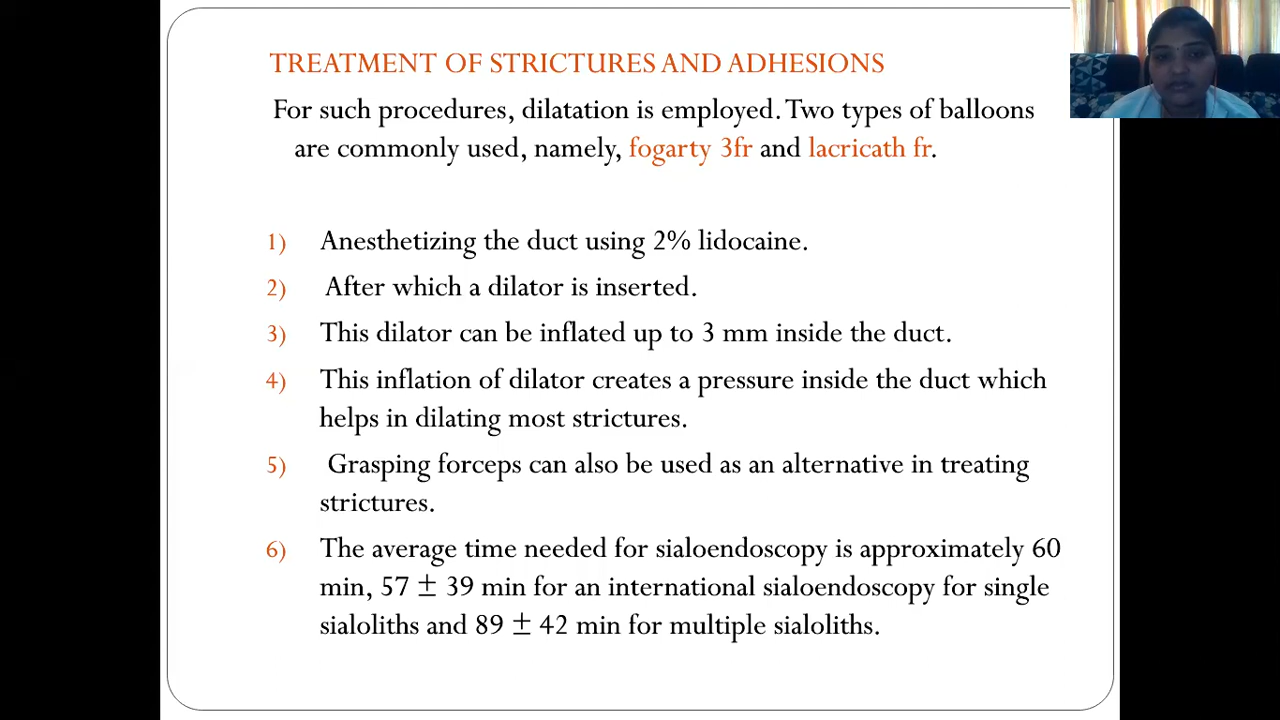 TREATMENT OF STRICTURES AND ADHESIONS
For such procedures, dilatation is employed. Two types of balloons
are commonly used, namely, fogarty 3fr and lacricath fr.
1) Anesthetizing the duct using 2% lidocaine.
2) After which a dilator is inserted.
3) This dilator can be inflated up to 3 mm inside the duct.
4) This inflation of dilator creates a pressure inside the duct which
helps in dilating most strictures.
5) Grasping forceps can also be used as an alternative in treating
strictures.
6) The average time needed for sialoendoscopy is approximately 60
min, 57 ± 39 min for an international sialoendoscopy for single
sialoliths and 89 ± 42 min for multiple sialoliths.